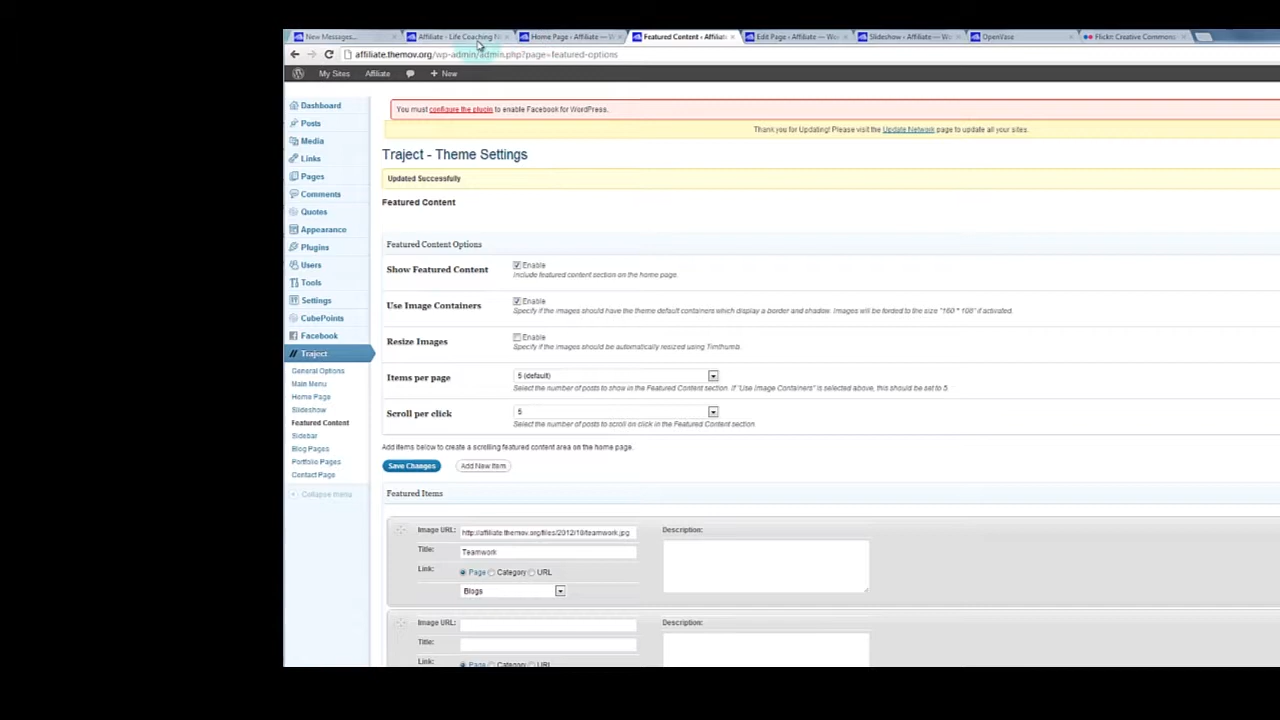 New Messages...
Affiliate - Life Coaching N
Home Page ‹ Affiliate — W
Featured Content ‹ Affiliat
Edit Page ‹ Affiliate — Wo
Slideshow ‹ Affiliate — Wo
OpenVase
Flickr: Creative Commons
affiliate.themov.org/wp-admin/admin.php?page=featured-options
My Sites
Affiliate
+ New
Dashboard
Posts
Media
Links
Pages
Comments
Quotes
Appearance
Plugins
Users
Tools
Settings
CubePoints
Facebook
Traject
General Options
Main Menu
Home Page
Slideshow
Featured Content
Sidebar
Blog Pages
Portfolio Pages
Contact Page
Collapse menu
You must configure the plugin to enable Facebook for WordPress.
Thank you for Updating! Please visit the Update Network page to update all your sites.
Traject - Theme Settings
Updated Successfully
Featured Content
Featured Content Options
Show Featured Content
Enable
Include featured content section on the home page.
Use Image Containers
Enable
Specify if the images should have the theme default containers which display a border and shadow. Images will be forded to the size "160 * 108" if activated.
Resize Images
Enable
Specify if the images should be automatically resized using Timthumb.
Items per page
5 (default)
Select the number of posts to show in the Featured Content section. If "Use Image Containers" is selected above, this should be set to 5.
Scroll per click
5
Select the number of posts to scroll on click in the Featured Content section.
Add items below to create a scrolling featured content area on the home page.
Save Changes
Add New Item
Featured Items
Image URL: http://affiliate.themov.org/files/2012/10/teamwork.jpg
Description:
Title: Teamwork
Link: Page Category URL
Blogs
Image URL:
Description:
Title:
Link: Page Category URL